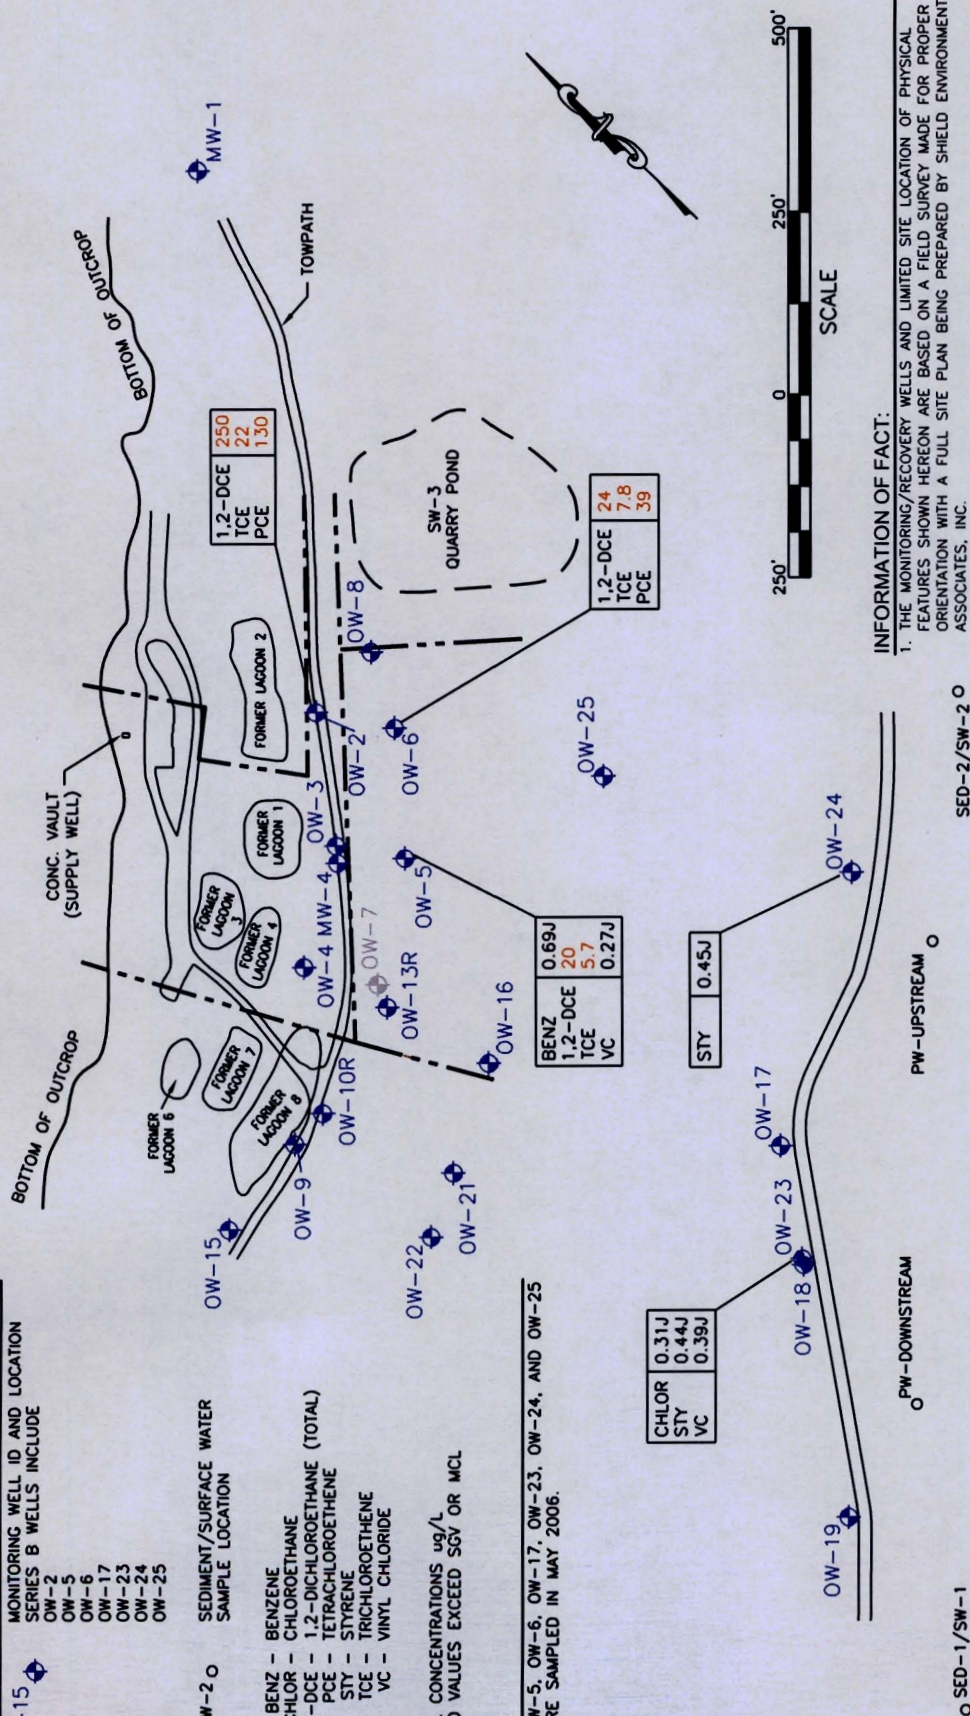 -15
MONITORING WELL ID AND LOCATION
SERIES B WELLS INCLUDE
OW-2
OW-5
OW-6
OW-17
OW-23
OW-24
OW-25
W-2
SEDIMENT/SURFACE WATER
SAMPLE LOCATION
BENZ - BENZENE
CHLOR - CHLOROETHANE
-DCE - 1,2-DICHLOROETHANE (TOTAL)
PCE - TETRACHLOROETHENE
STY - STYRENE
TCE - TRICHLOROETHENE
VC - VINYL CHLORIDE
CONCENTRATIONS ug/L
VALUES EXCEED SGV OR MCL
W-5, OW-6, OW-17, OW-23, OW-24, AND OW-25
RE SAMPLED IN MAY 2006.
BOTTOM OF OUTCROP
CONC. VAULT
(SUPPLY WELL)
BOTTOM OF OUTCROP
MW-1
TOWPATH
1,2-DCE 250
TCE 22
PCE 130
FORMER
LAGOON 6
FORMER
LAGOON 7
FORMER
LAGOON 8
FORMER
LAGOON
3
FORMER
LAGOON 4
FORMER
LAGOON 1
FORMER LAGOON 2
OW-15
OW-9
OW-10R
OW-4
MW-4
OW-3
OW-2
OW-8
OW-7
OW-13R
OW-5
OW-6
SW-3
QUARRY POND
OW-22
OW-21
OW-16
OW-25
BENZ 0.69J
1,2-DCE 20
TCE 5.7
VC 0.27J
1,2-DCE 24
TCE 7.8
PCE 39
STY 0.45J
CHLOR 0.31J
STY 0.44J
VC 0.39J
OW-19
OW-18
OW-23
OW-17
OW-24
PW-DOWNSTREAM
PW-UPSTREAM
SED-1/SW-1
SED-2/SW-2
250'
0
250'
500'
SCALE
INFORMATION OF FACT:
1. THE MONITORING/RECOVERY WELLS AND LIMITED SITE LOCATION OF PHYSICAL
FEATURES SHOWN HEREON ARE BASED ON A FIELD SURVEY MADE FOR PROPER
ORIENTATION WITH A FULL SITE PLAN BEING PREPARED BY SHIELD ENVIRONMENT
ASSOCIATES, INC.